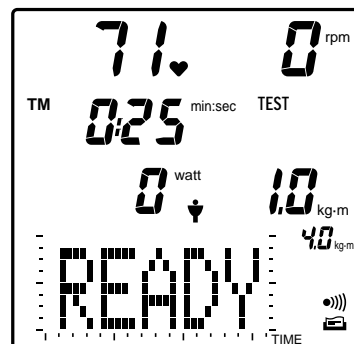 71 0 rpm
TM 0:25 min:sec TEST
0 watt 1.0 kg·m
4.0 kg·m
READY
TIME